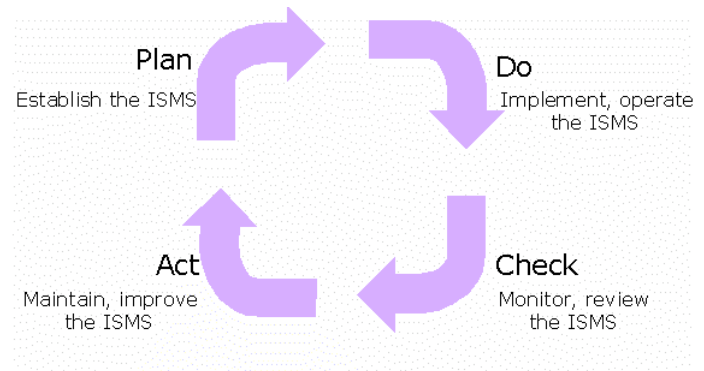 Plan
Establish the ISMS
Do
Implement, operate
the ISMS
Act
Maintain, improve
the ISMS
Check
Monitor, review
the ISMS